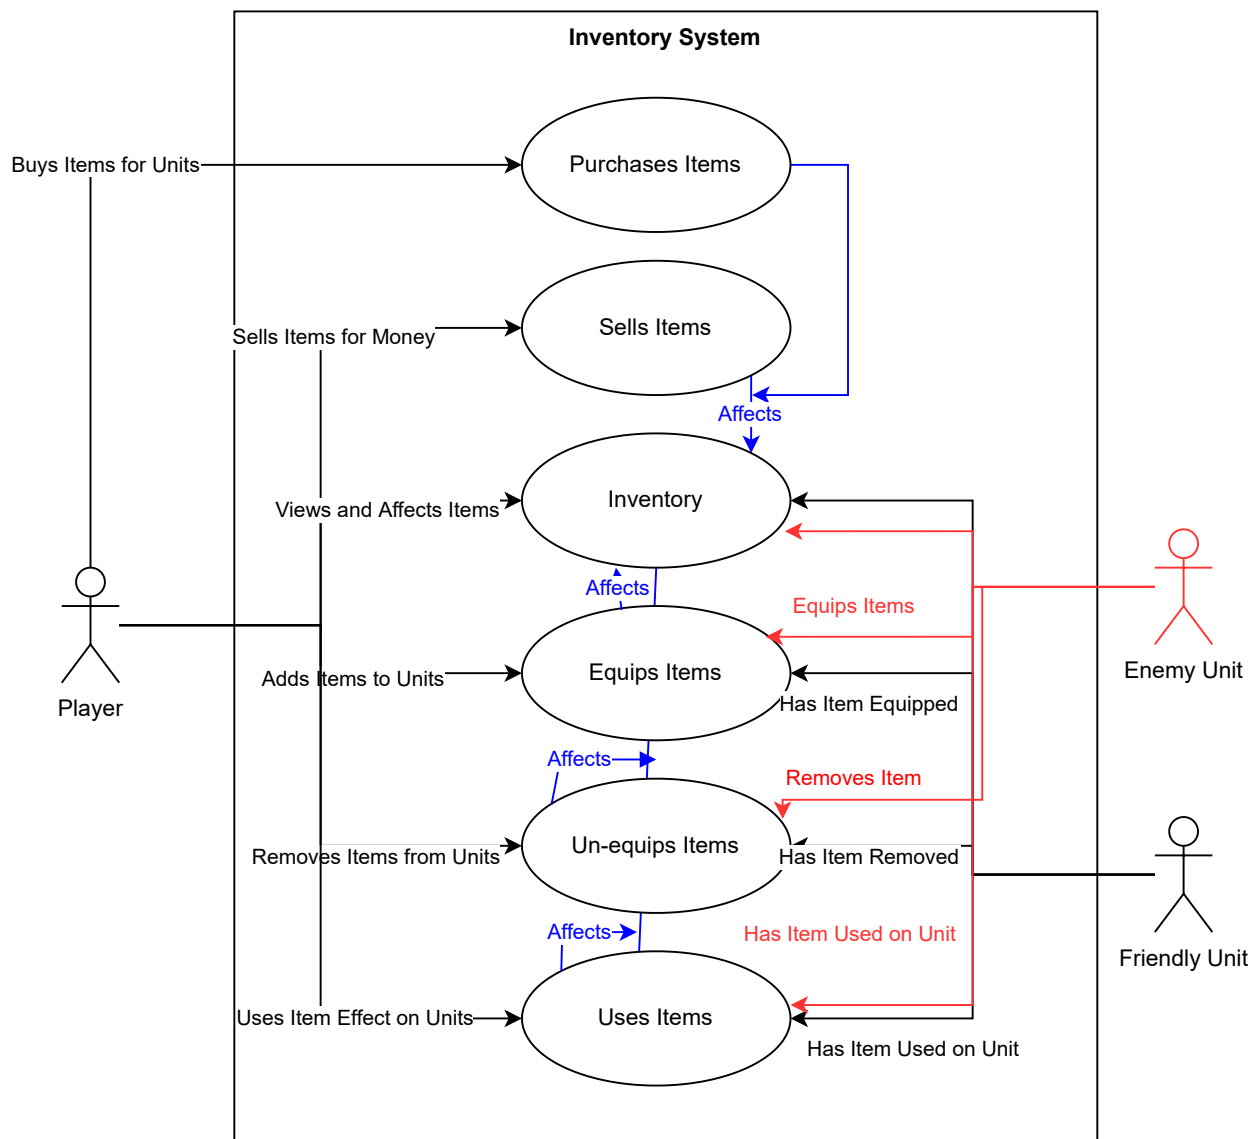 Inventory System
Buys Items for Units
Purchases Items
Sells Items for Money
Sells Items
Affects
Views and Affects Items
Inventory
Affects
Equips Items
Adds Items to Units
Equips Items
Has Item Equipped
Enemy Unit
Player
Affects
Removes Item
Removes Items from Units
Un-equips Items
Has Item Removed
Affects
Has Item Used on Unit
Friendly Unit
Uses Item Effect on Units
Uses Items
Has Item Used on Unit